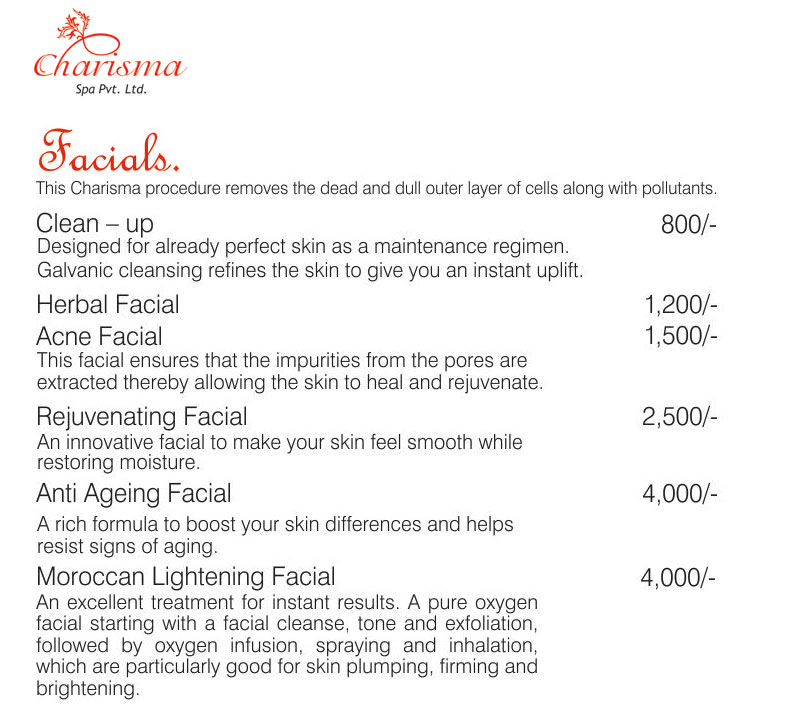 Charisma
Spa Pvt. Ltd.
Facials.
This Charisma procedure removes the dead and dull outer layer of cells along with pollutants.
Clean – up 800/-
Designed for already perfect skin as a maintenance regimen.
Galvanic cleansing refines the skin to give you an instant uplift.
Herbal Facial 1,200/-
Acne Facial 1,500/-
This facial ensures that the impurities from the pores are
extracted thereby allowing the skin to heal and rejuvenate.
Rejuvenating Facial 2,500/-
An innovative facial to make your skin feel smooth while
restoring moisture.
Anti Ageing Facial 4,000/-
A rich formula to boost your skin differences and helps
resist signs of aging.
Moroccan Lightening Facial 4,000/-
An excellent treatment for instant results. A pure oxygen
facial starting with a facial cleanse, tone and exfoliation,
followed by oxygen infusion, spraying and inhalation,
which are particularly good for skin plumping, firming and
brightening.